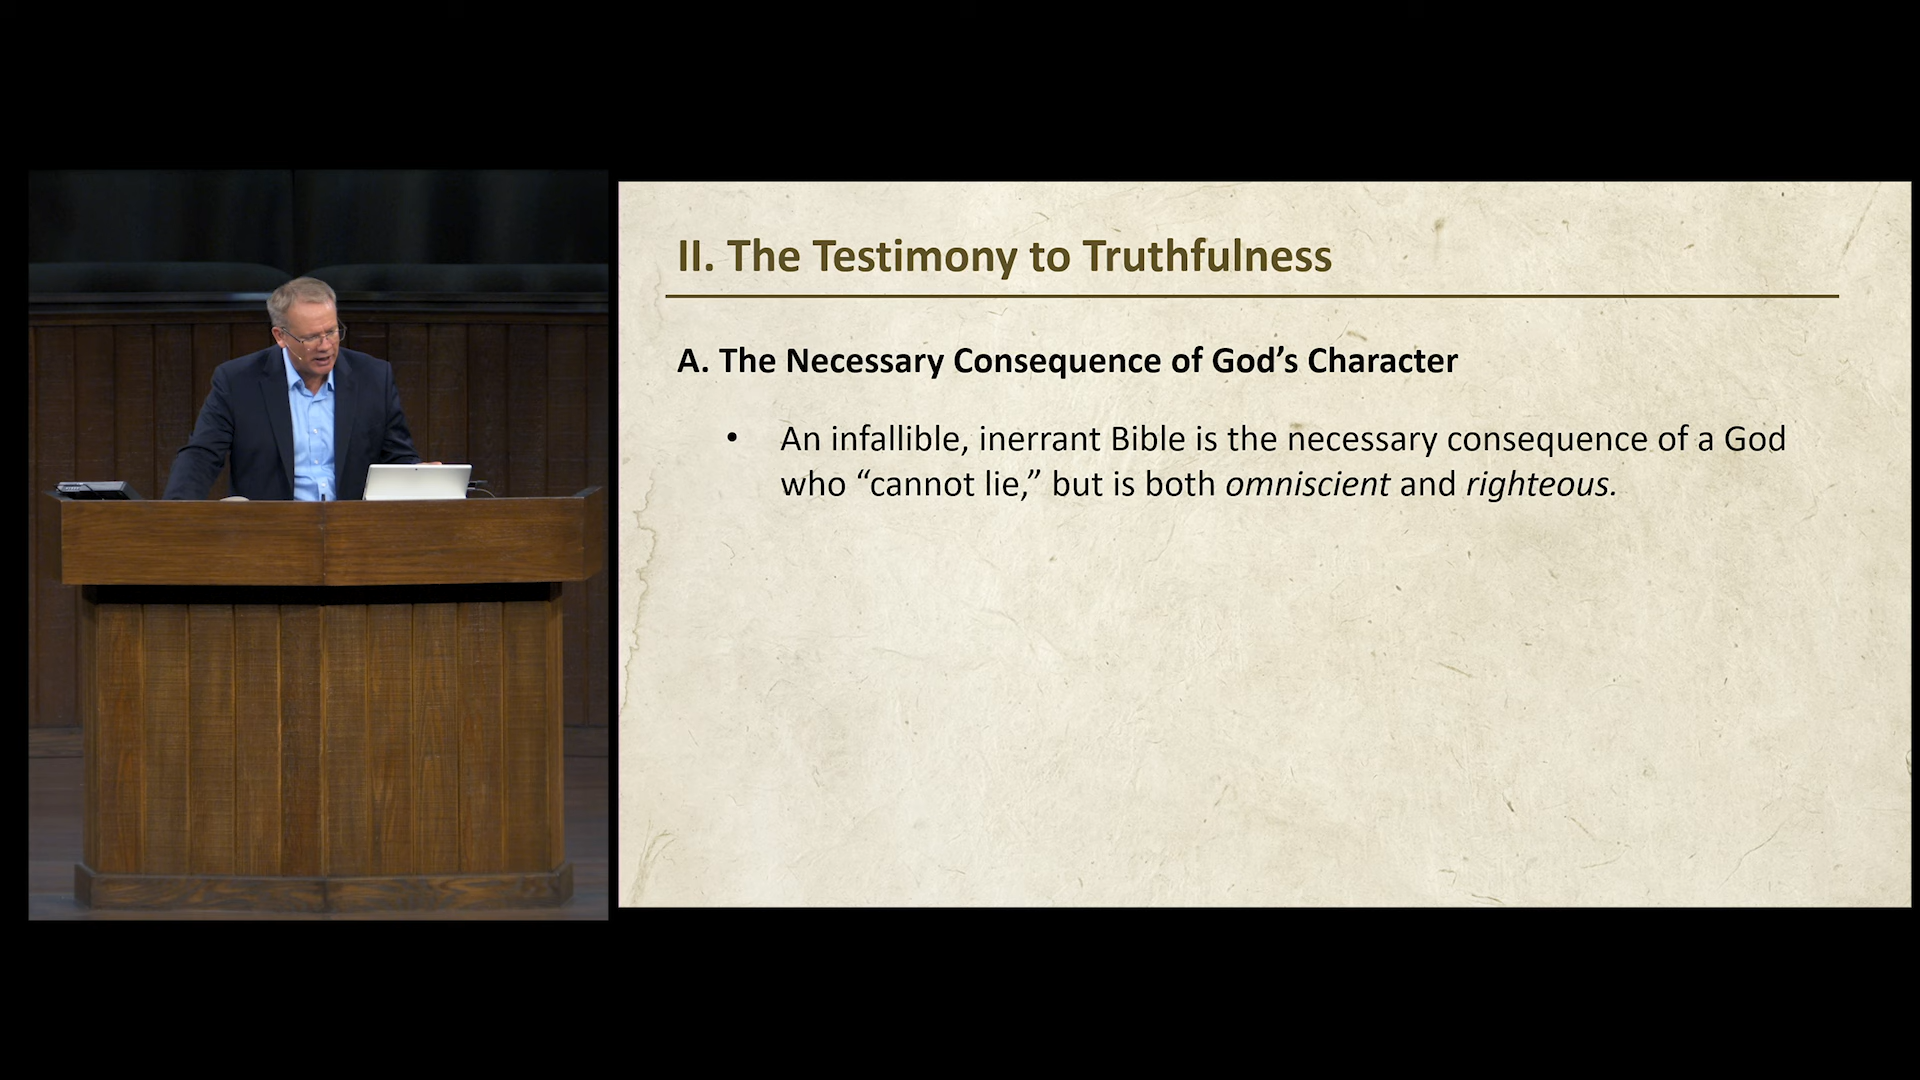 II. The Testimony to Truthfulness
A. The Necessary Consequence of God’s Character
• An infallible, inerrant Bible is the necessary consequence of a God
who “cannot lie,” but is both omniscient and righteous.